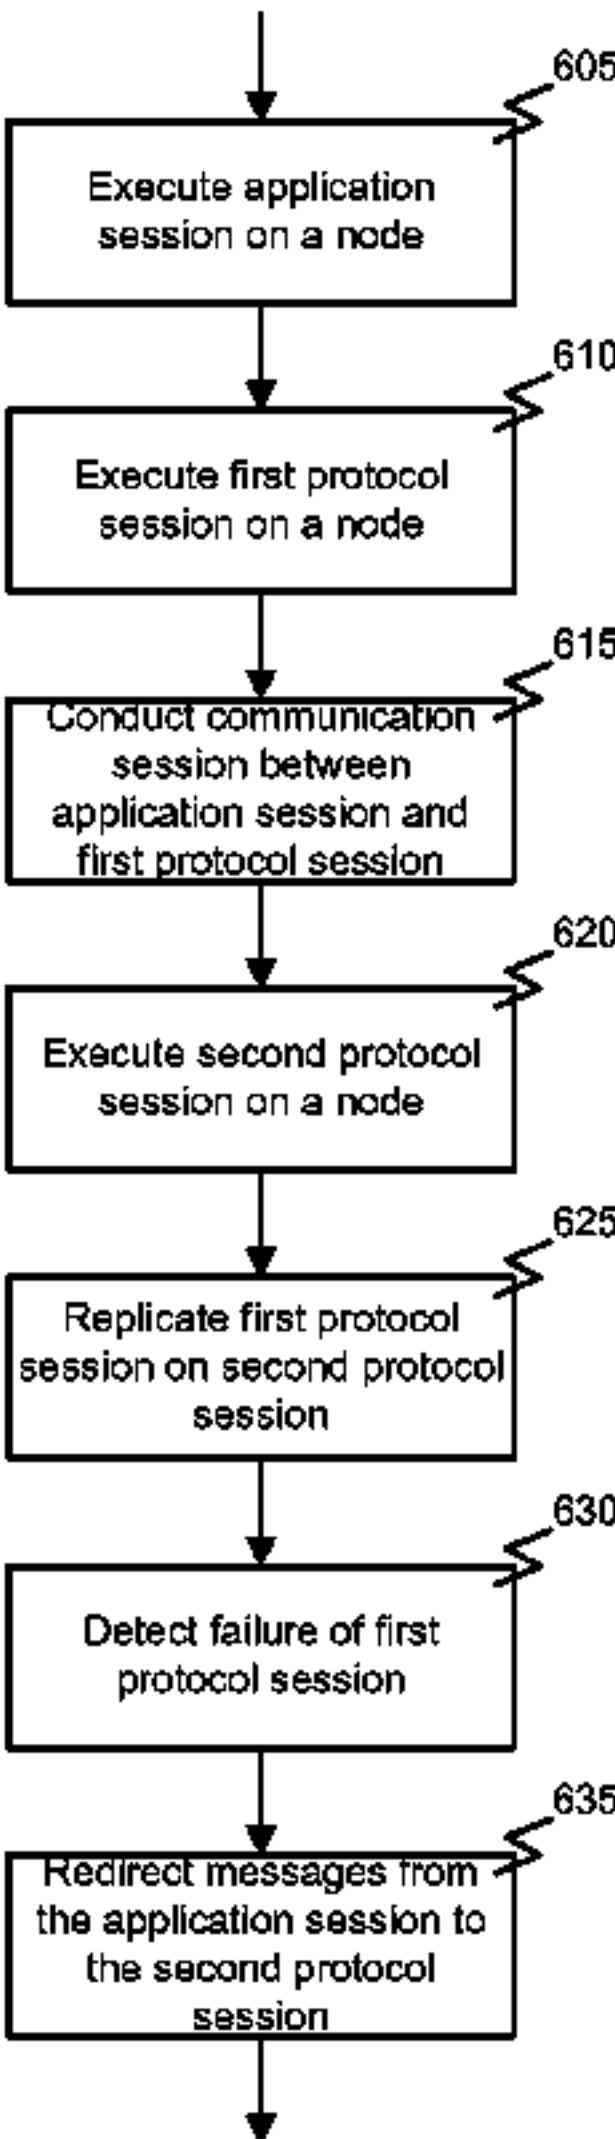 605
Execute application
session on a node
610
Execute first protocol
session on a node
615
Conduct communication
session between
application session and
first protocol session
620
Execute second protocol
session on a node
625
Replicate first protocol
session on second protocol
session
630
Detect failure of first
protocol session
635
Redirect messages from
the application session to
the second protocol
session